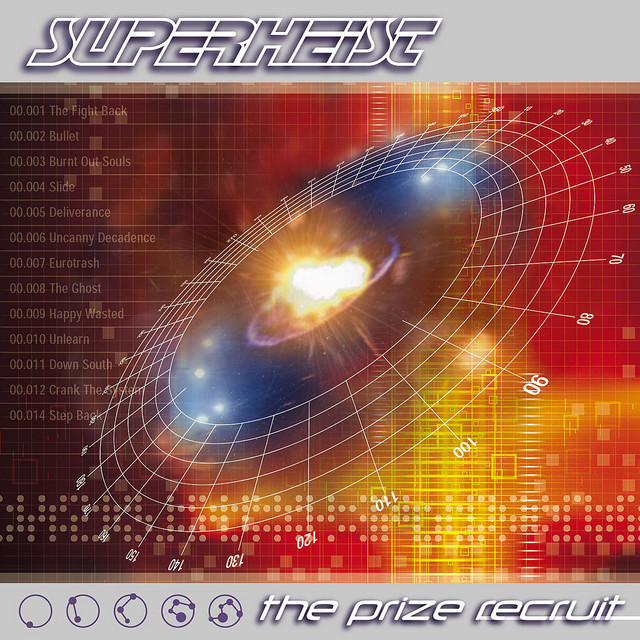 SUPERHEIST
00.001 The Fight Back
00.002 Bullet
00.003 Burnt Out Souls
00.004 Slide
00.005 Deliverance
00.006 Uncanny Decadence
00.007 Eurotrash
00.008 The Ghost
00.009 Happy Wasted
00.010 Unlearn
00.011 Down South
00.012 Crank The System
00.014 Step Back
50
60
70
80
90
100
110
120
130
140
150
the prize recruit